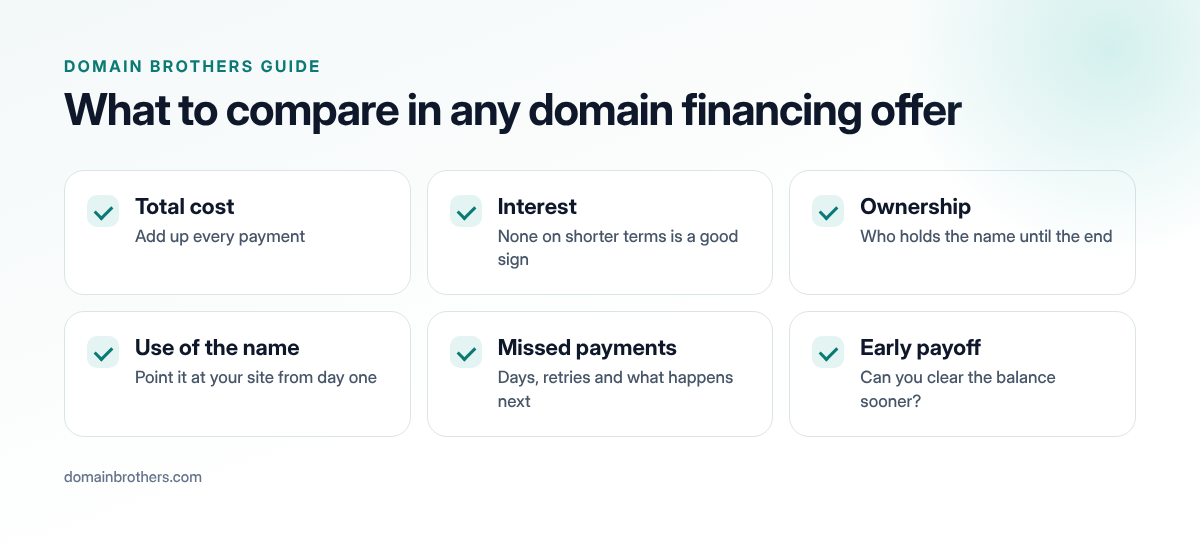 DOMAIN BROTHERS GUIDE
What to compare in any domain financing offer
Total cost
Add up every payment
Interest
None on shorter terms is a good
sign
Ownership
Who holds the name until the end
Use of the name
Point it at your site from day one
Missed payments
Days, retries and what happens
next
Early payoff
Can you clear the balance
sooner?
domainbrothers.com